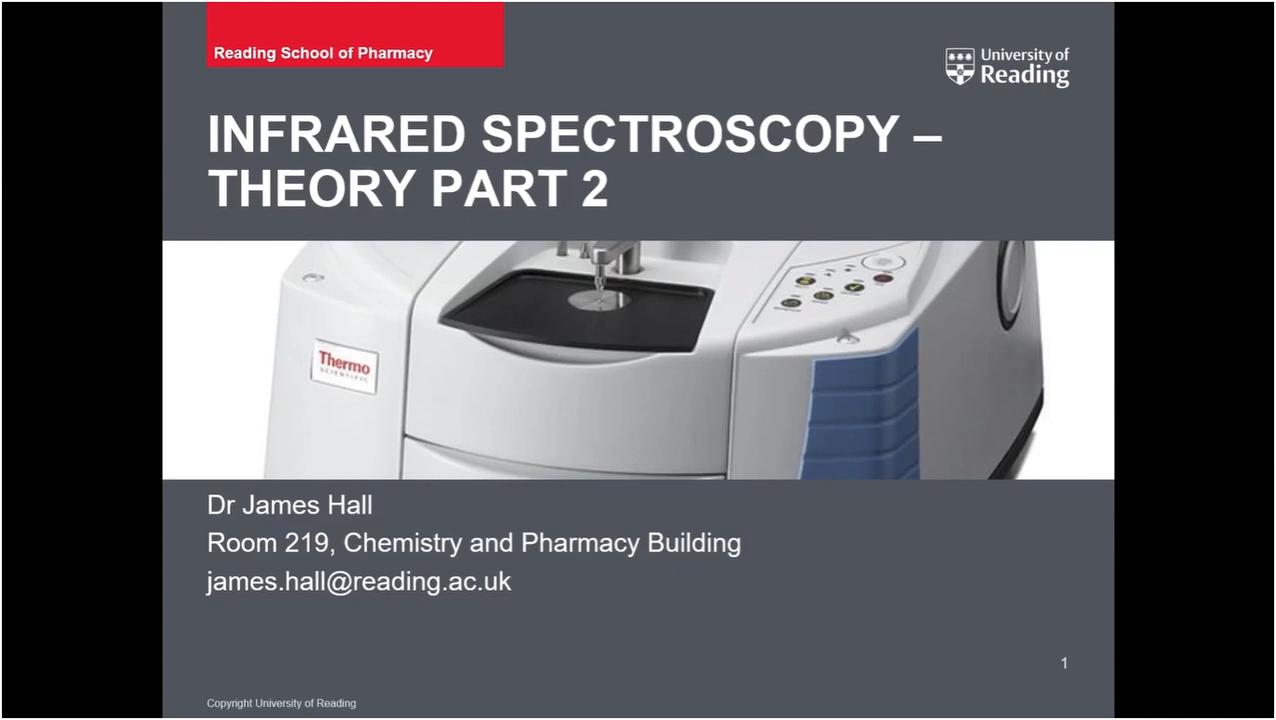 Reading School of Pharmacy
University of
Reading
INFRARED SPECTROSCOPY –
THEORY PART 2
Thermo
SCIENTIFIC
Dr James Hall
Room 219, Chemistry and Pharmacy Building
james.hall@reading.ac.uk
1
Copyright University of Reading